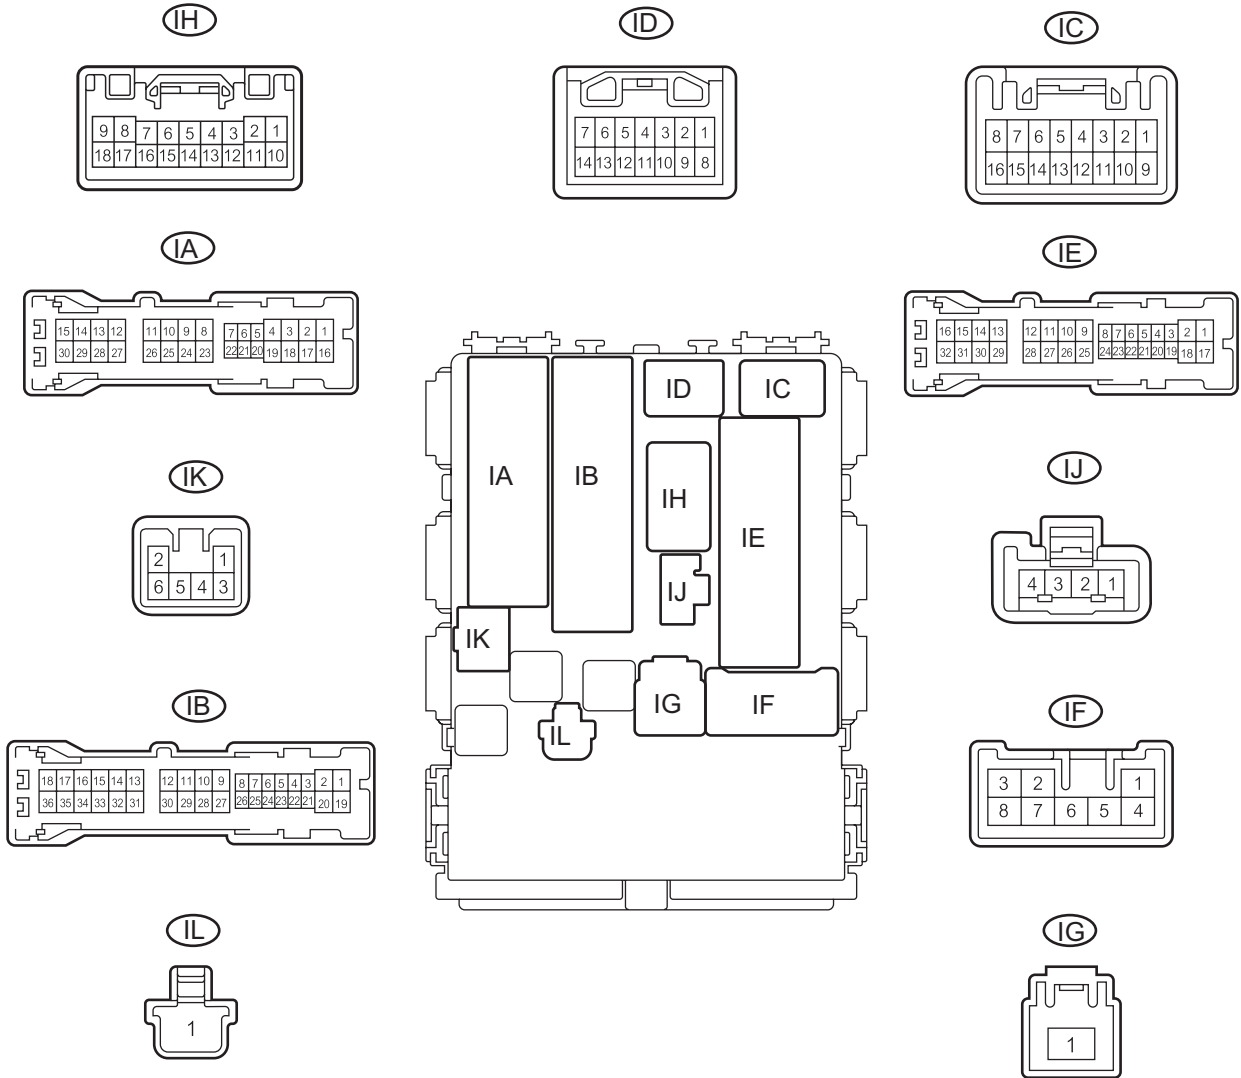 IH
ID
IC
9 8 7 6 5 4 3 2 1
18 17 16 15 14 13 12 11 10
7 6 5 4 3 2 1
14 13 12 11 10 9 8
8 7 6 5 4 3 2 1
16 15 14 13 12 11 10 9
IA
IE
15 14 13 12 11 10 9 8 7 6 5 4 3 2 1
30 29 28 27 26 25 24 23 22 21 20 19 18 17 16
16 15 14 13 12 11 10 9 8 7 6 5 4 3 2 1
32 31 30 29 28 27 26 25 24 23 22 21 20 19 18 17
ID
IC
IA
IB
IH
IE
IJ
IK
IG
IF
IL
IK
2 1
6 5 4 3
IJ
4 3 2 1
IB
18 17 16 15 14 13 12 11 10 9 8 7 6 5 4 3 2 1
36 35 34 33 32 31 30 29 28 27 26 25 24 23 22 21 20 19
IF
3 2 1
8 7 6 5 4
IL
1
IG
1